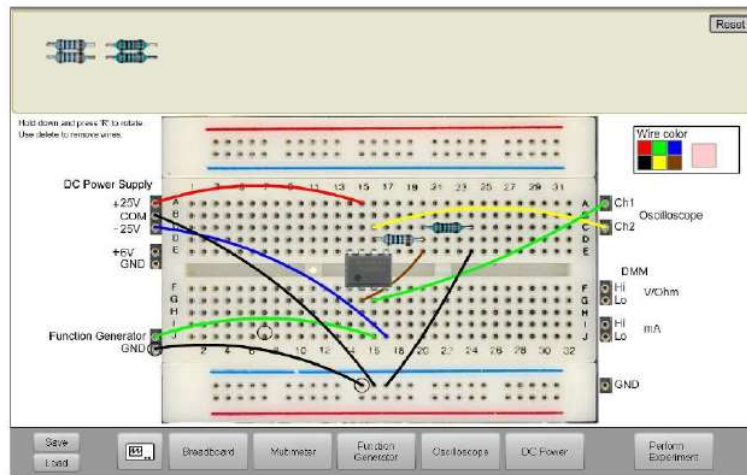 Reset
Hold down and press 'R' to rotate
Use delete to remove wires.
Wire color
DC Power Supply
1 3 5 7 9 11 13 15 17 19 21 23 25 27 29 31
+25V A A Ch1
COM B B Oscilloscope
-25V C C Ch2
D D
+6V E E
GND
DMM
F F Hi
G G Lo V/Ohm
H H
I I Hi
Function Generator J J Lo mA
GND 2 4 6 8 10 12 14 16 18 20 22 24 26 28 30 32
GND
Save
Load
Breadboard
Multimeter
Function
Generator
Oscilloscope
DC Power
Perform
Experiment